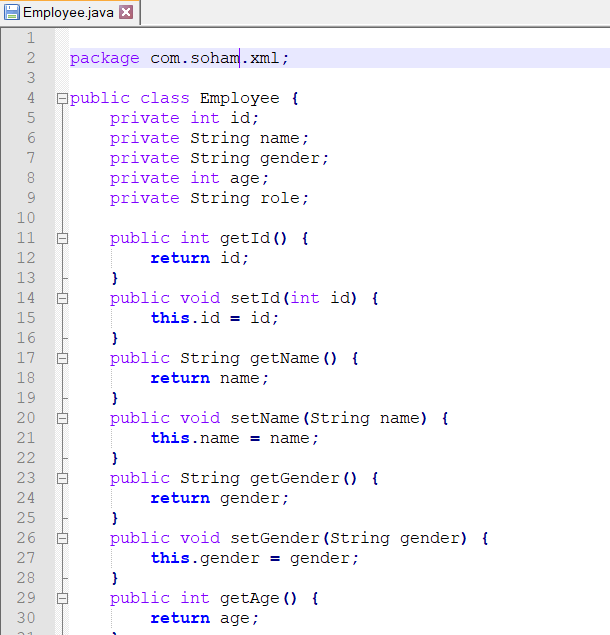 Employee.java
1
2 package com.soham.xml;
3
4 public class Employee {
5     private int id;
6     private String name;
7     private String gender;
8     private int age;
9     private String role;
10
11     public int getId() {
12         return id;
13     }
14     public void setId(int id) {
15         this.id = id;
16     }
17     public String getName() {
18         return name;
19     }
20     public void setName(String name) {
21         this.name = name;
22     }
23     public String getGender() {
24         return gender;
25     }
26     public void setGender(String gender) {
27         this.gender = gender;
28     }
29     public int getAge() {
30         return age;